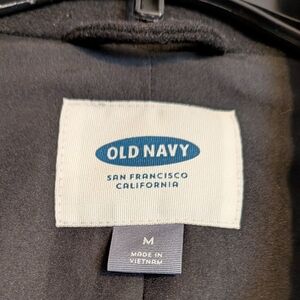 OLD NAVY
SAN FRANCISCO
CALIFORNIA
M
MADE IN
VIETNAM